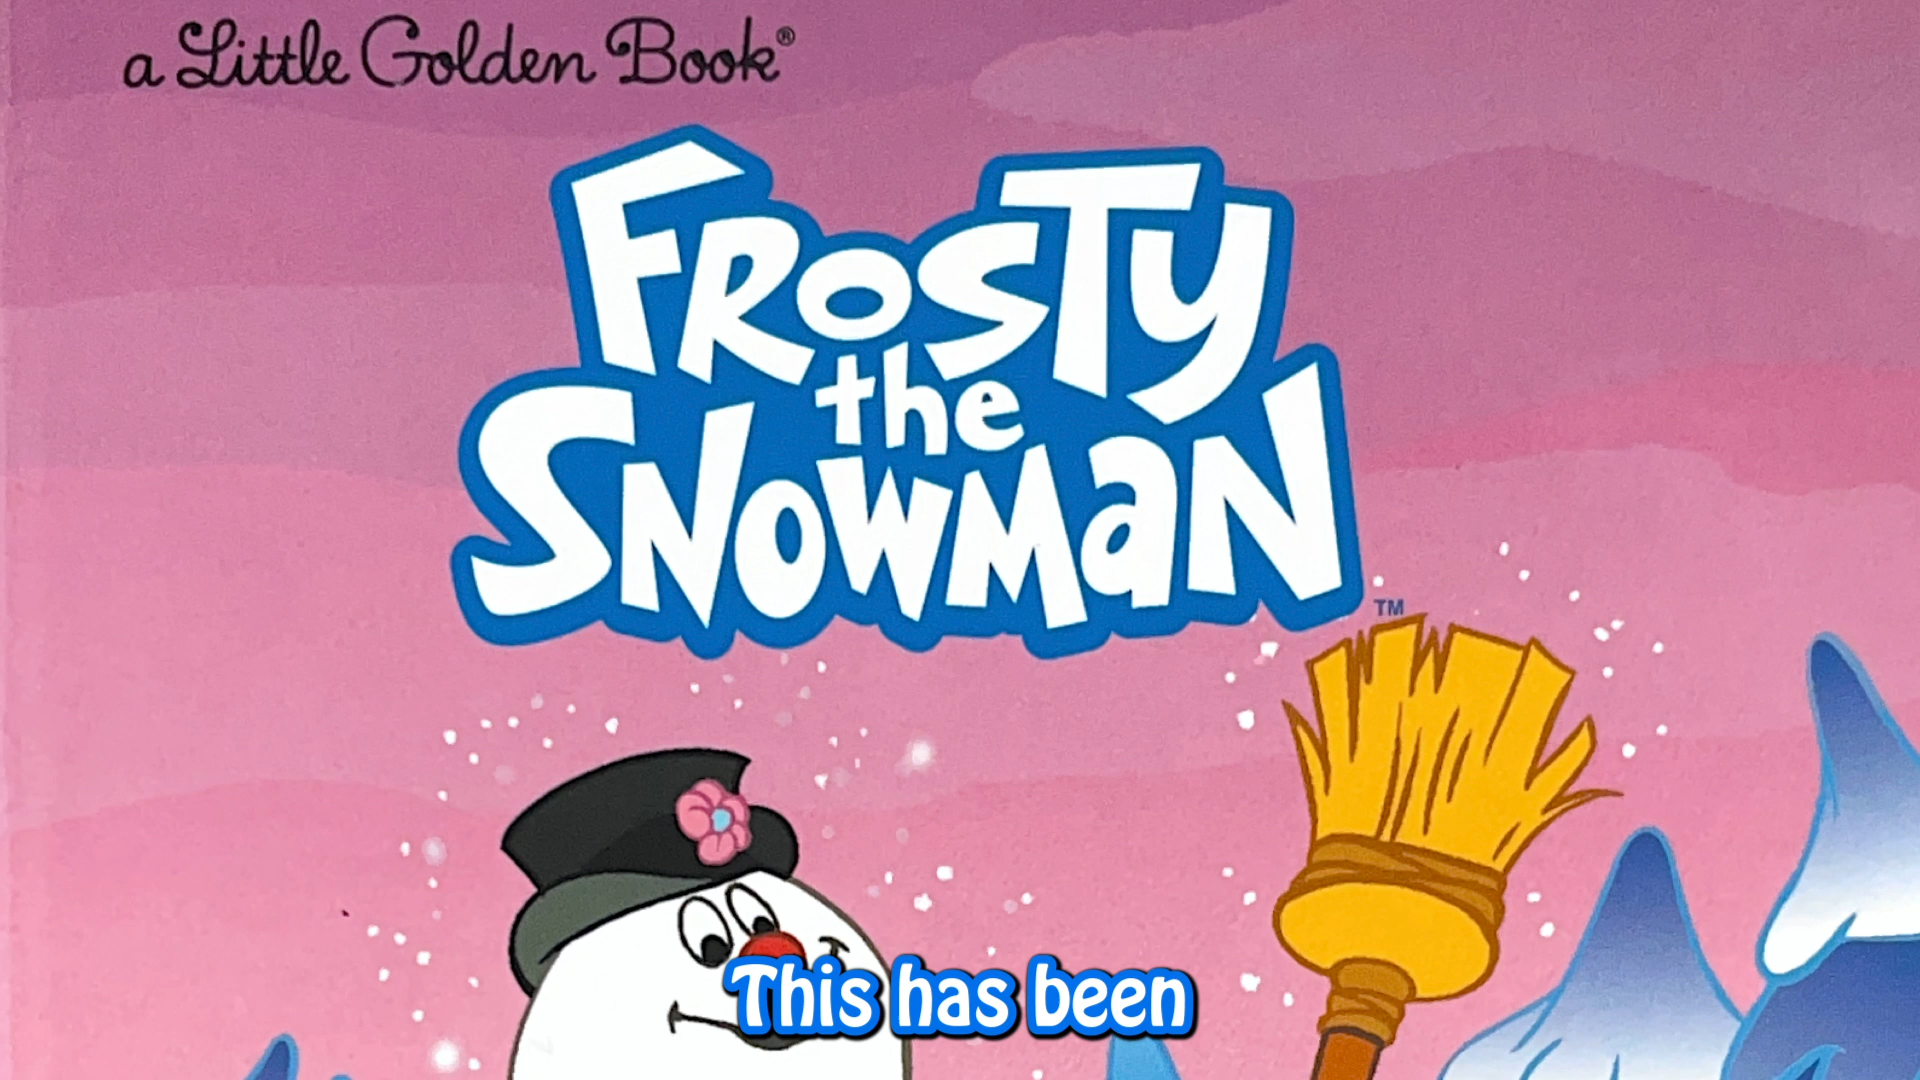 a Little Golden Book®
FROSTY
the
SNOWMAN
TM
This has been